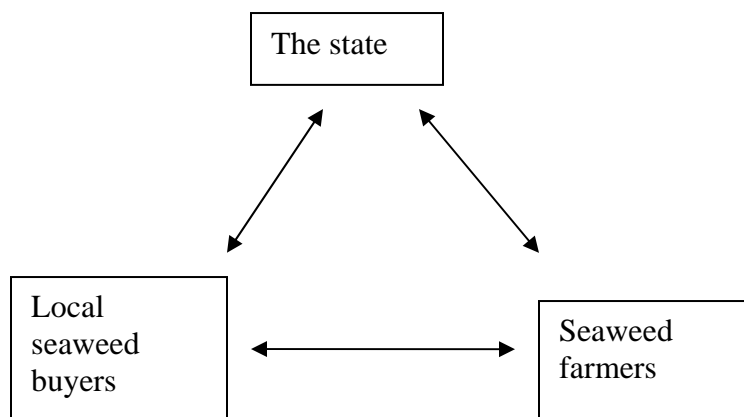 The state
Local
seaweed
buyers
Seaweed
farmers